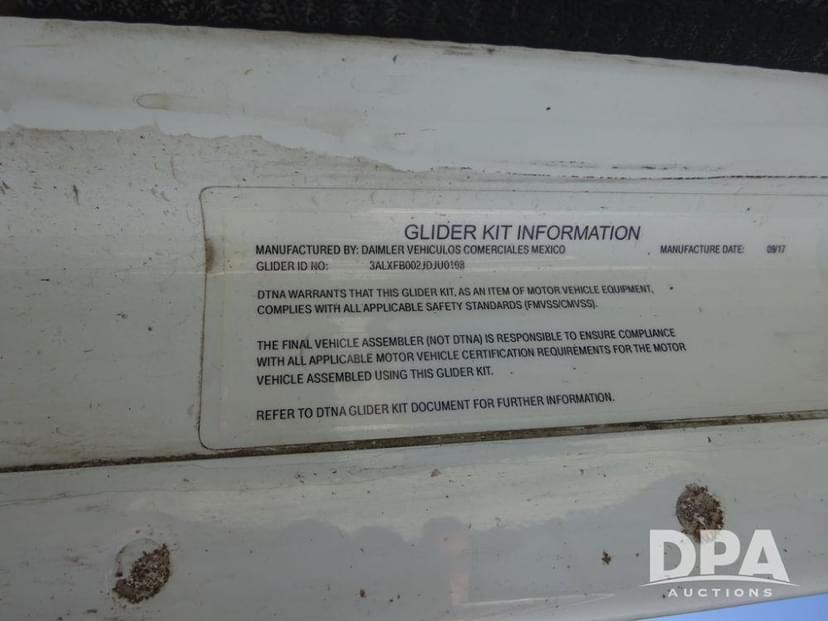 GLIDER KIT INFORMATION
MANUFACTURED BY: DAIMLER VEHICULOS COMERCIALES MEXICO MANUFACTURE DATE: 09/17
GLIDER ID NO: 3ALXFB002JDJU0198
DTNA WARRANTS THAT THIS GLIDER KIT, AS AN ITEM OF MOTOR VEHICLE EQUIPMENT,
COMPLIES WITH ALL APPLICABLE SAFETY STANDARDS (FMVSS/CMVSS).
THE FINAL VEHICLE ASSEMBLER (NOT DTNA) IS RESPONSIBLE TO ENSURE COMPLIANCE
WITH ALL APPLICABLE MOTOR VEHICLE CERTIFICATION REQUIREMENTS FOR THE MOTOR
VEHICLE ASSEMBLED USING THIS GLIDER KIT.
REFER TO DTNA GLIDER KIT DOCUMENT FOR FURTHER INFORMATION.
DPA
AUCTIONS